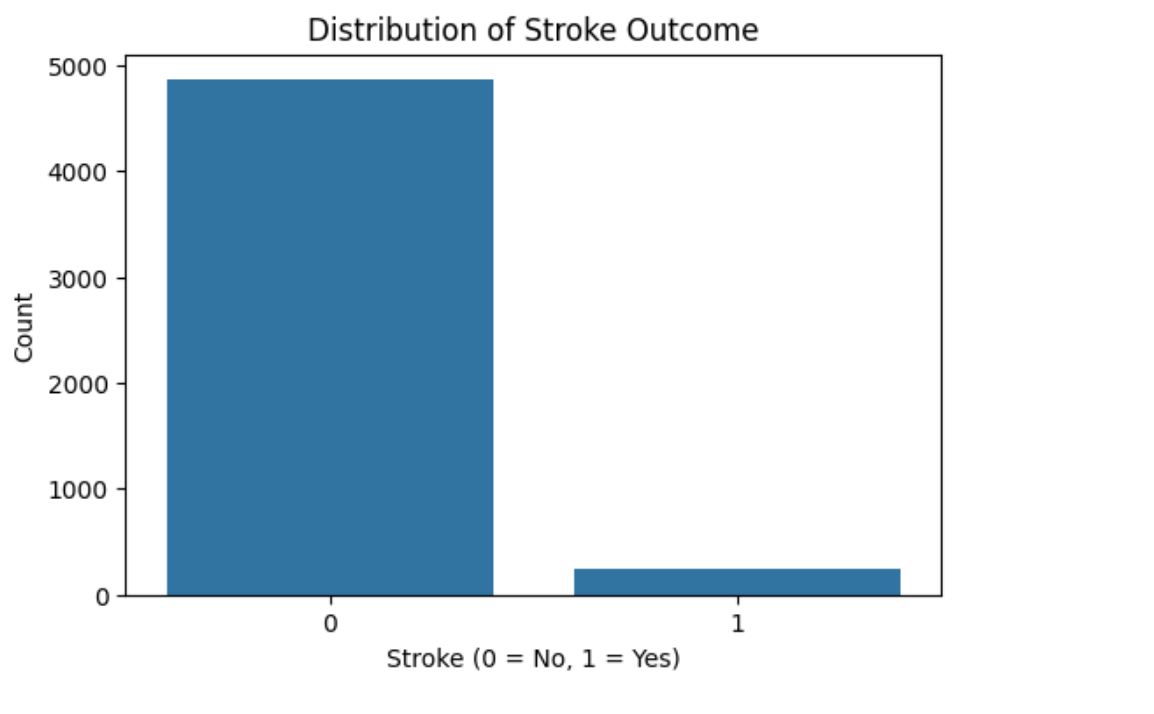 Distribution of Stroke Outcome
5000
4000
3000
2000
1000
0
Count
0 1
Stroke (0 = No, 1 = Yes)